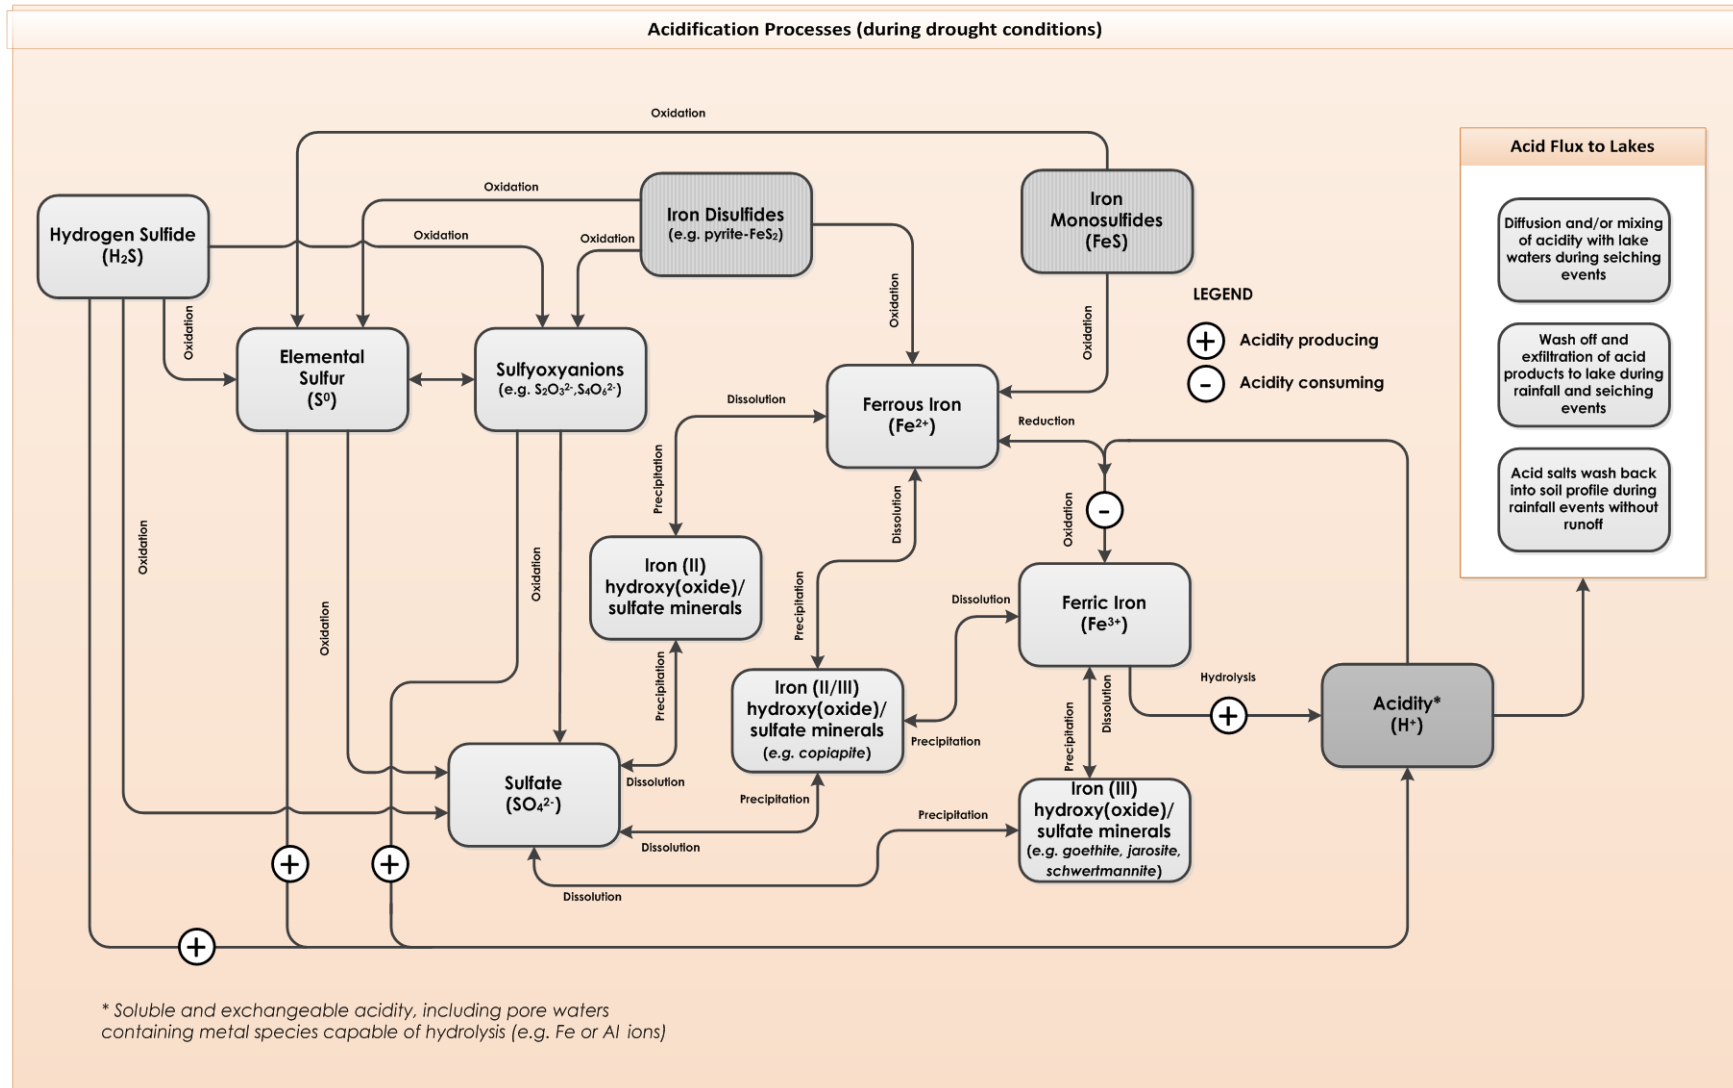 Acidification Processes (during drought conditions)
Oxidation
Acid Flux to Lakes
Hydrogen Sulfide
(H₂S)
Oxidation
Oxidation
Oxidation
Iron Disulfides
(e.g. pyrite-FeS₂)
Iron
Monosulfides
(FeS)
Diffusion and/or mixing
of acidity with lake
waters during seiching
events
Oxidation
Oxidation
Oxidation
LEGEND
+ Acidity producing
- Acidity consuming
Elemental
Sulfur
(S⁰)
Sulfyoxyanions
(e.g. S₂O₃²⁻,S₄O₆²⁻)
Wash off and
exfiltration of acid
products to lake during
rainfall and seiching
events
Dissolution
Ferrous Iron
(Fe²⁺)
Reduction
Precipitation
Dissolution
Oxidation
-
Acid salts wash back
into soil profile during
rainfall events without
runoff
Oxidation
Oxidation
Oxidation
Iron (II)
hydroxy(oxide)/
sulfate minerals
Precipitation
Dissolution
Ferric Iron
(Fe³⁺)
Precipitation
Iron (II/III)
hydroxy(oxide)/
sulfate minerals
(e.g. copiapite)
Precipitation
Precipitation
Dissolution
Hydrolysis
+
Acidity*
(H⁺)
Sulfate
(SO₄²⁻)
Dissolution
Precipitation
Dissolution
Precipitation
Iron (III)
hydroxy(oxide)/
sulfate minerals
(e.g. goethite, jarosite,
schwertmannite)
Dissolution
+
+
+
* Soluble and exchangeable acidity, including pore waters
containing metal species capable of hydrolysis (e.g. Fe or Al ions)